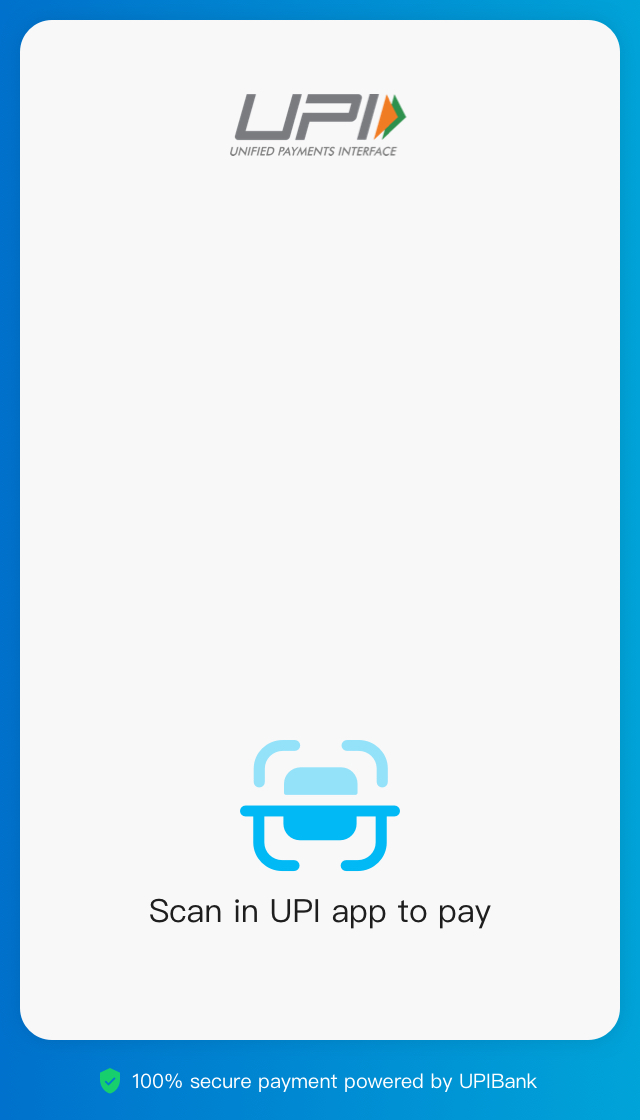 UPI
UNIFIED PAYMENTS INTERFACE
Scan in UPI app to pay
100% secure payment powered by UPIBank